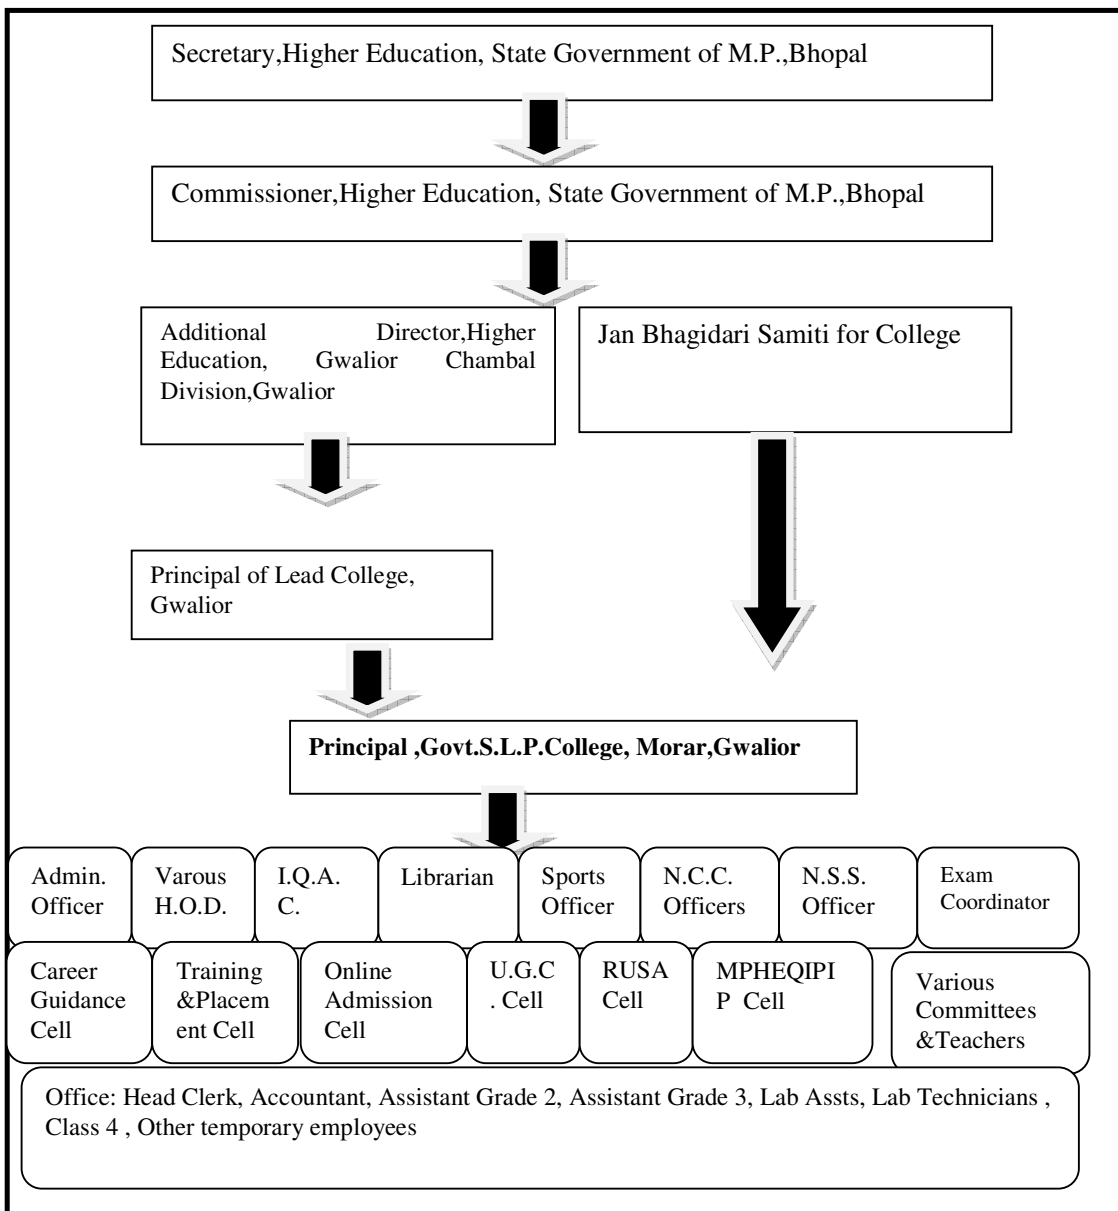 Secretary,Higher Education, State Government of M.P.,Bhopal
Commissioner,Higher Education, State Government of M.P.,Bhopal
Additional Director,Higher
Education, Gwalior Chambal
Division,Gwalior
Jan Bhagidari Samiti for College
Principal of Lead College,
Gwalior
Principal ,Govt.S.L.P.College, Morar,Gwalior
Admin.
Officer
Varous
H.O.D.
I.Q.A.
C.
Librarian
Sports
Officer
N.C.C.
Officers
N.S.S.
Officer
Exam
Coordinator
Career
Guidance
Cell
Training
&Placem
ent Cell
Online
Admission
Cell
U.G.C
. Cell
RUSA
Cell
MPHEQIPI
P Cell
Various
Committees
&Teachers
Office: Head Clerk, Accountant, Assistant Grade 2, Assistant Grade 3, Lab Assts, Lab Technicians ,
Class 4 , Other temporary employees